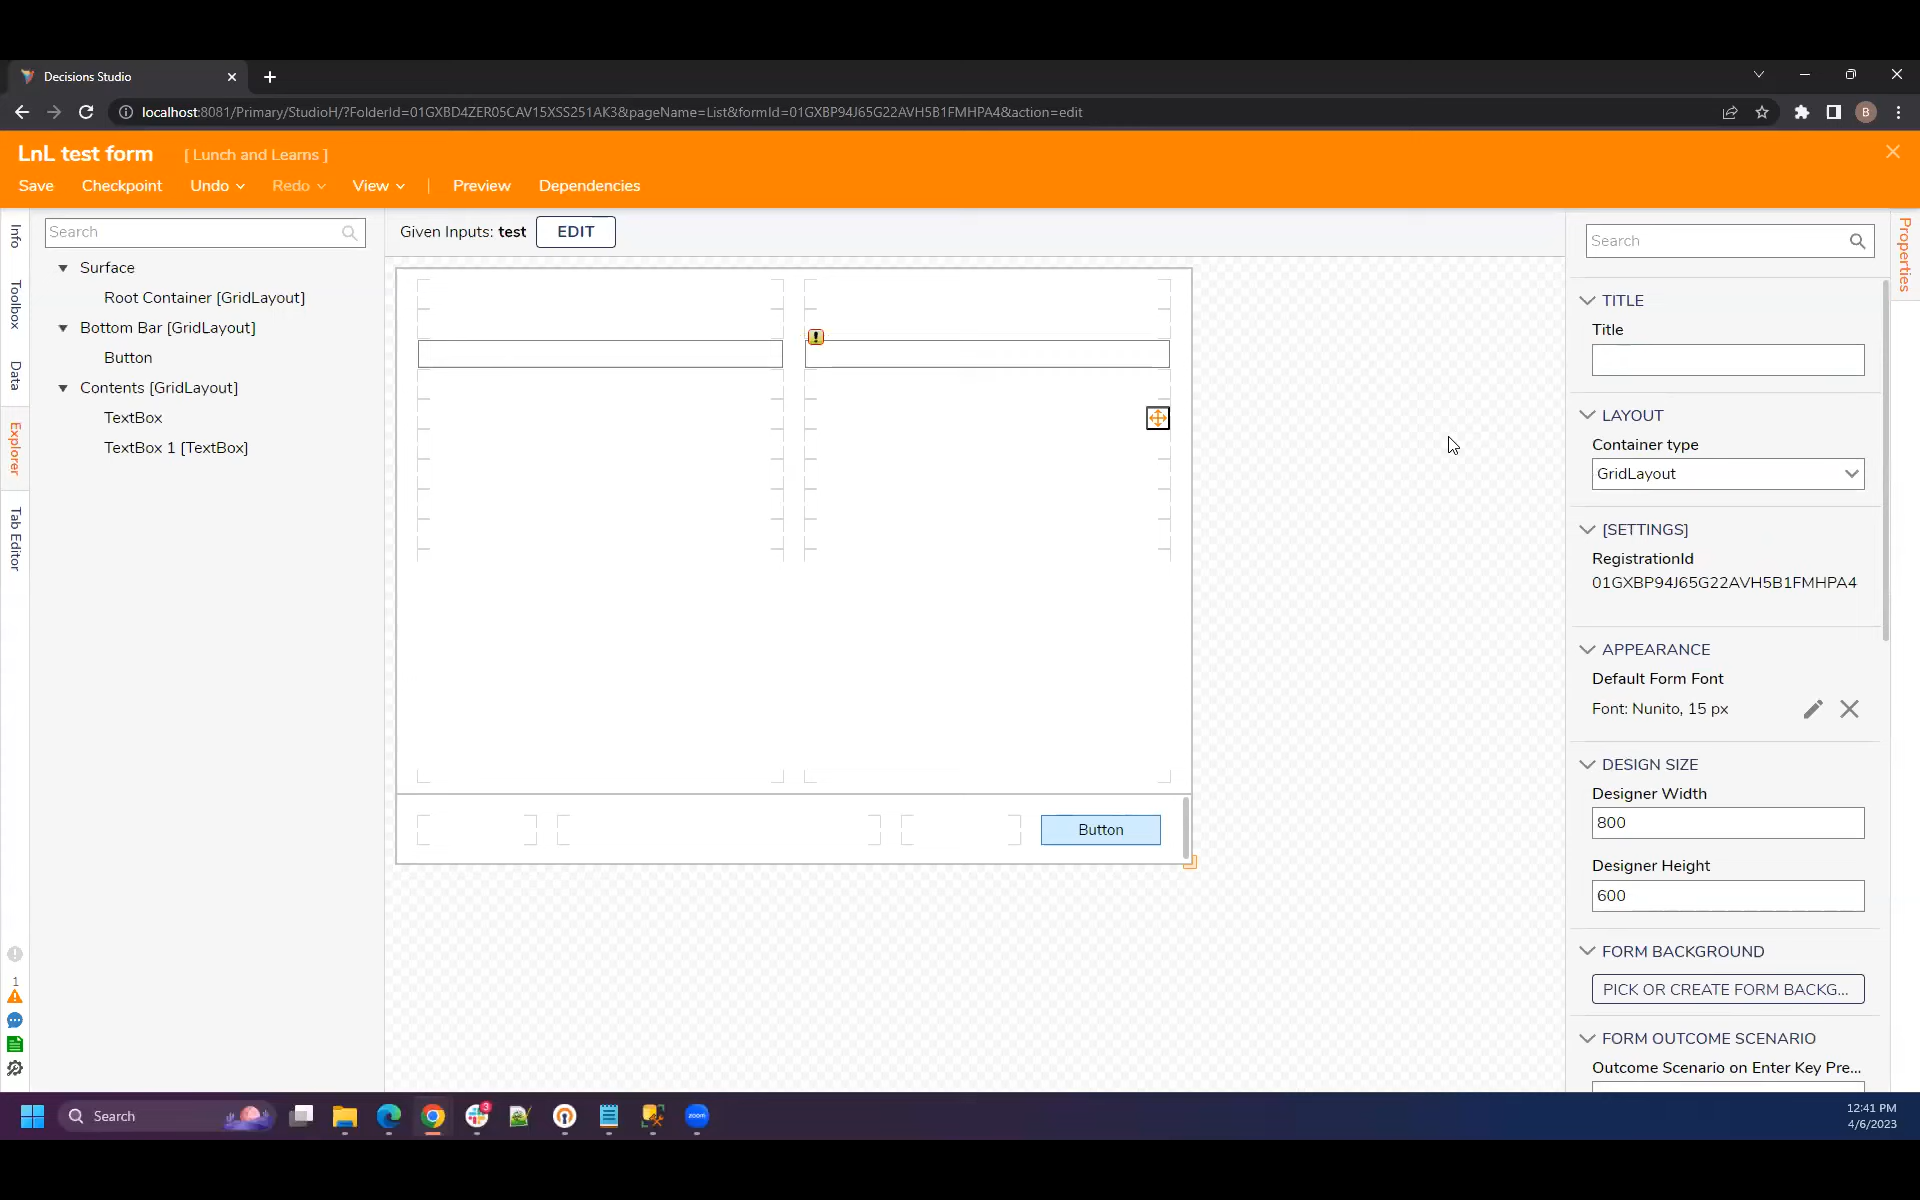 Decisions Studio
localhost:8081/Primary/StudioH/?FolderId=01GXBD4ZER05CAV15XSS251AK3&pageName=List&formId=01GXBP94J65G22AVH5B1FMHPA4&action=edit
B
LnL test form [ Lunch and Learns ]
Save Checkpoint Undo Redo View | Preview Dependencies
Info
Toolbox
Data
Explorer
Tab Editor
1
Search
Surface
Root Container [GridLayout]
Bottom Bar [GridLayout]
Button
Contents [GridLayout]
TextBox
TextBox 1 [TextBox]
Given Inputs: test EDIT
Button
Properties
Search
TITLE
Title
LAYOUT
Container type
GridLayout
[SETTINGS]
RegistrationId
01GXBP94J65G22AVH5B1FMHPA4
APPEARANCE
Default Form Font
Font: Nunito, 15 px
DESIGN SIZE
Designer Width
800
Designer Height
600
FORM BACKGROUND
PICK OR CREATE FORM BACKG...
FORM OUTCOME SCENARIO
Outcome Scenario on Enter Key Pre...
Search
3
zoom
12:41 PM
4/6/2023